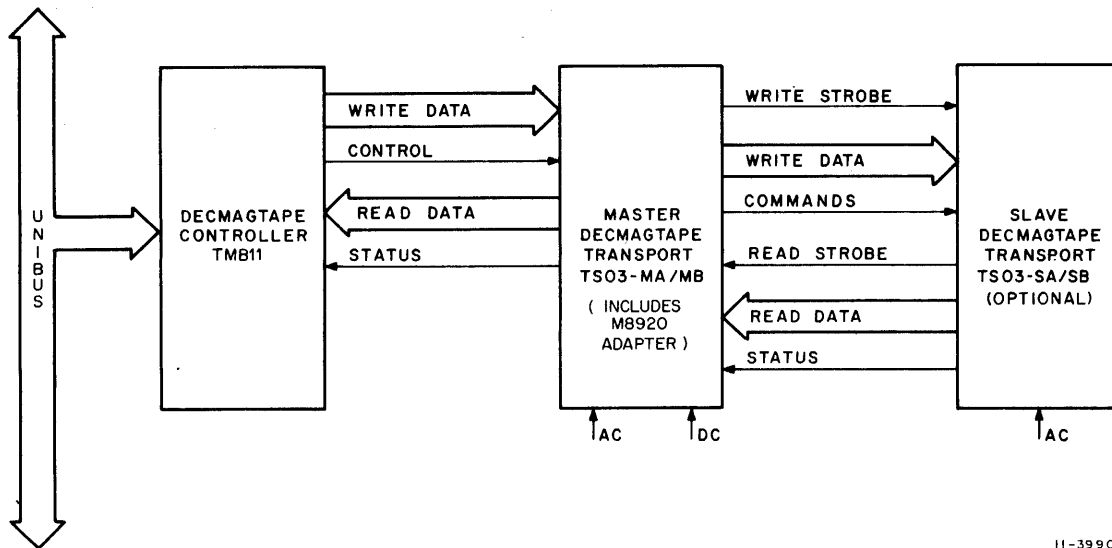 UNIBUS
DECMAGTAPE
CONTROLLER
TMB11
WRITE DATA
CONTROL
READ DATA
STATUS
MASTER
DECMAGTAPE
TRANSPORT
TS03-MA/MB
( INCLUDES
M8920
ADAPTER )
AC
DC
WRITE STROBE
WRITE DATA
COMMANDS
READ STROBE
READ DATA
STATUS
SLAVE
DECMAGTAPE
TRANSPORT
TS03-SA/SB
(OPTIONAL)
AC
11-3990